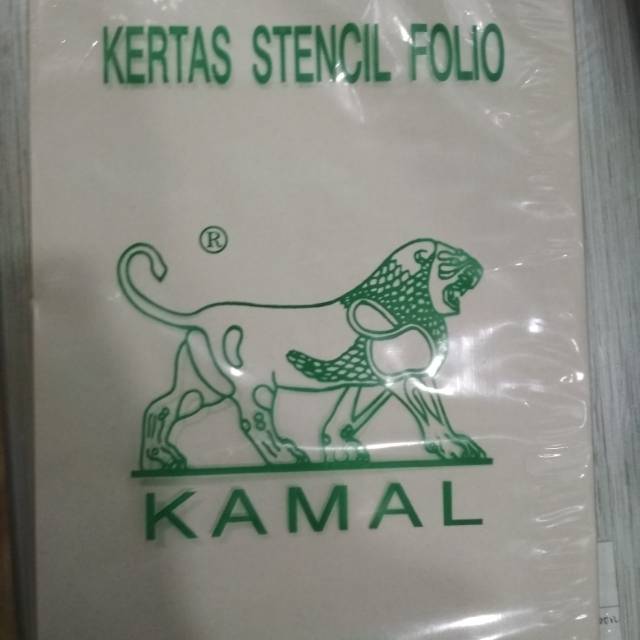 KERTAS STENCIL FOLIO
®
KAMAL